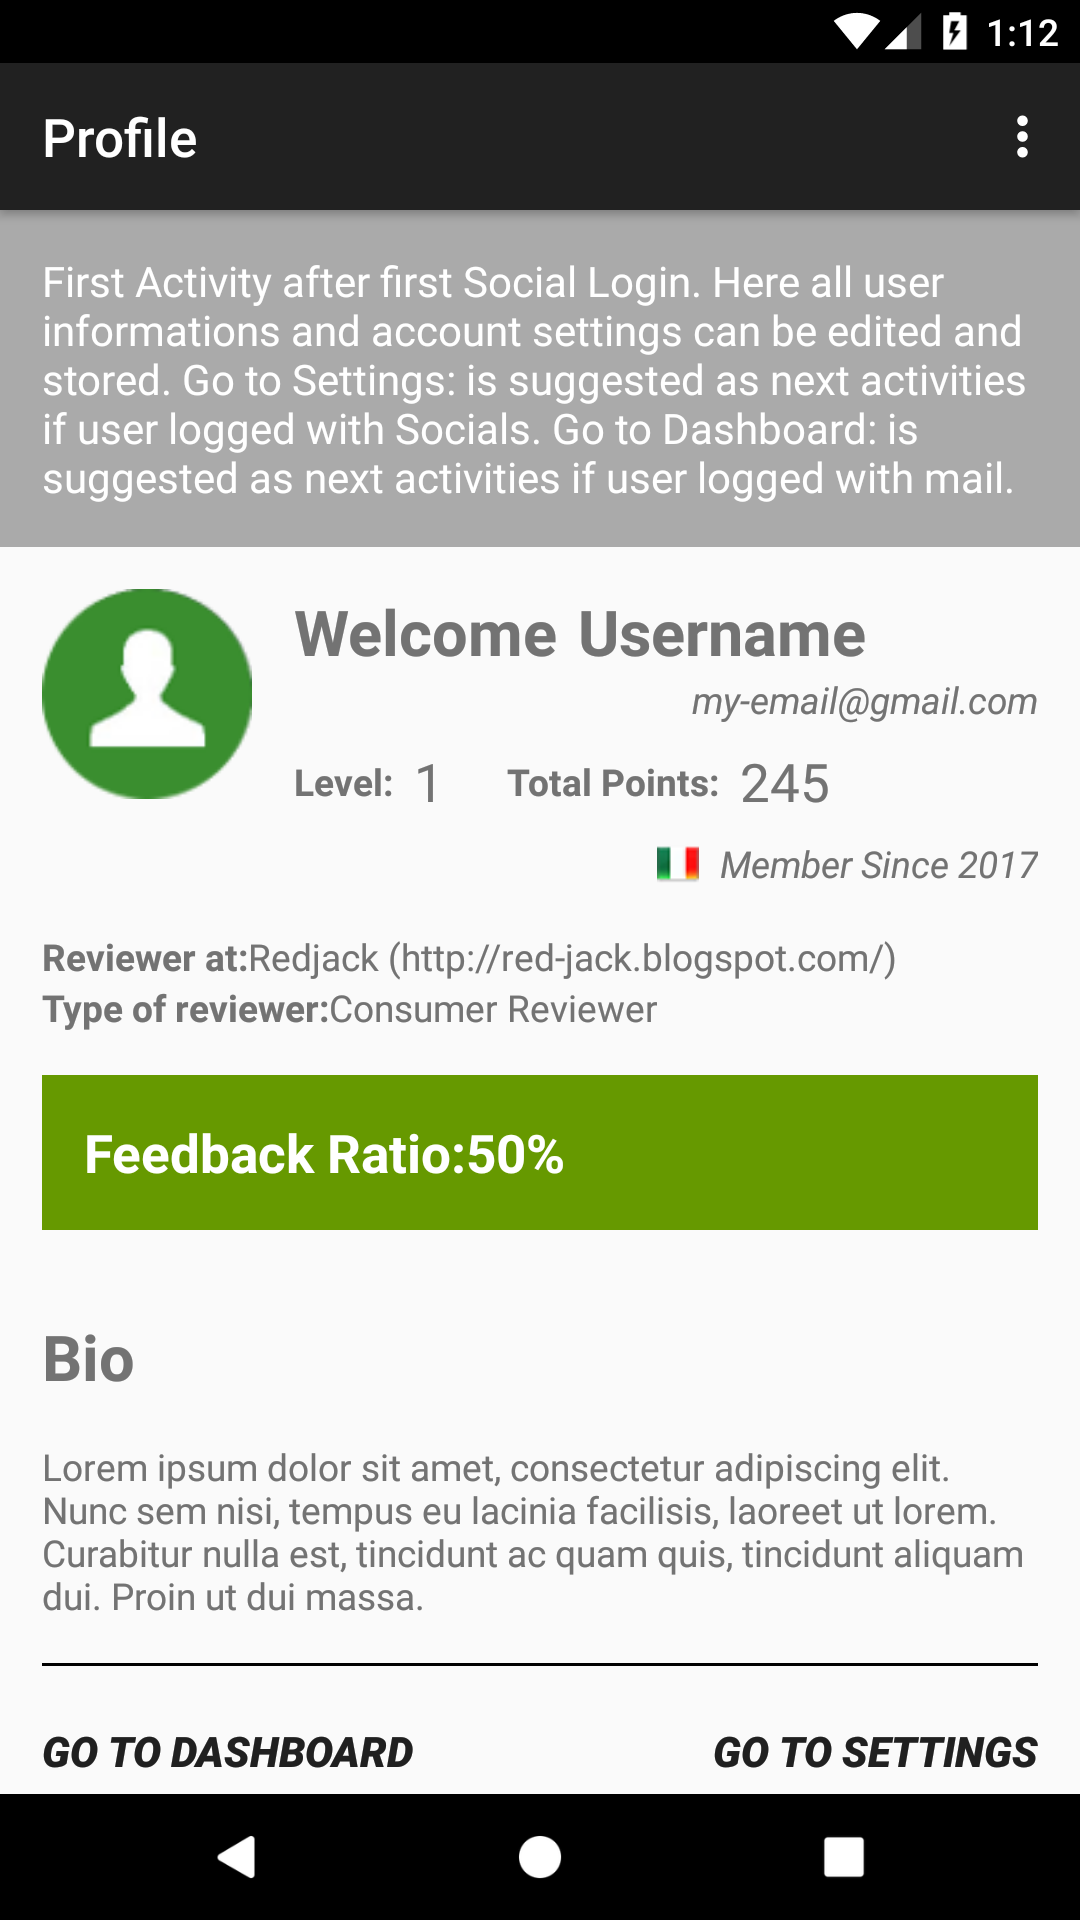 1:12
Profile
First Activity after first Social Login. Here all user
informations and account settings can be edited and
stored. Go to Settings: is suggested as next activities
if user logged with Socials. Go to Dashboard: is
suggested as next activities if user logged with mail.
Welcome Username
my-email@gmail.com
Level: 1 Total Points: 245
Member Since 2017
Reviewer at:Redjack (http://red-jack.blogspot.com/)
Type of reviewer:Consumer Reviewer
Feedback Ratio:50%
Bio
Lorem ipsum dolor sit amet, consectetur adipiscing elit.
Nunc sem nisi, tempus eu lacinia facilisis, laoreet ut lorem.
Curabitur nulla est, tincidunt ac quam quis, tincidunt aliquam
dui. Proin ut dui massa.
GO TO DASHBOARD GO TO SETTINGS